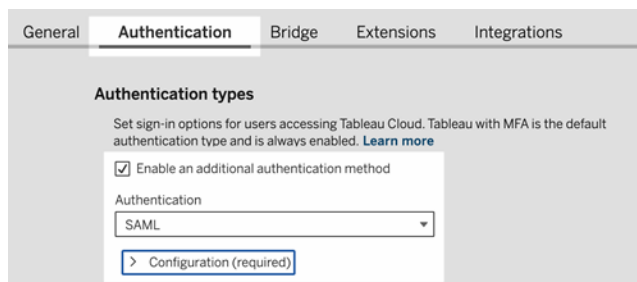 General Authentication Bridge Extensions Integrations
Authentication types
Set sign-in options for users accessing Tableau Cloud. Tableau with MFA is the default
authentication type and is always enabled. Learn more
Enable an additional authentication method
Authentication
SAML
Configuration (required)